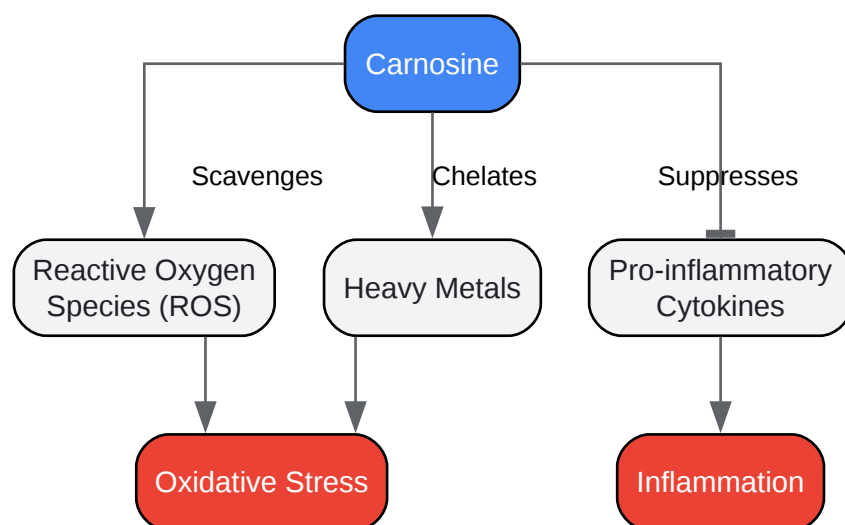 Carnosine
Scavenges
Chelates
Suppresses
Reactive Oxygen
Species (ROS)
Heavy Metals
Pro-inflammatory
Cytokines
Oxidative Stress
Inflammation